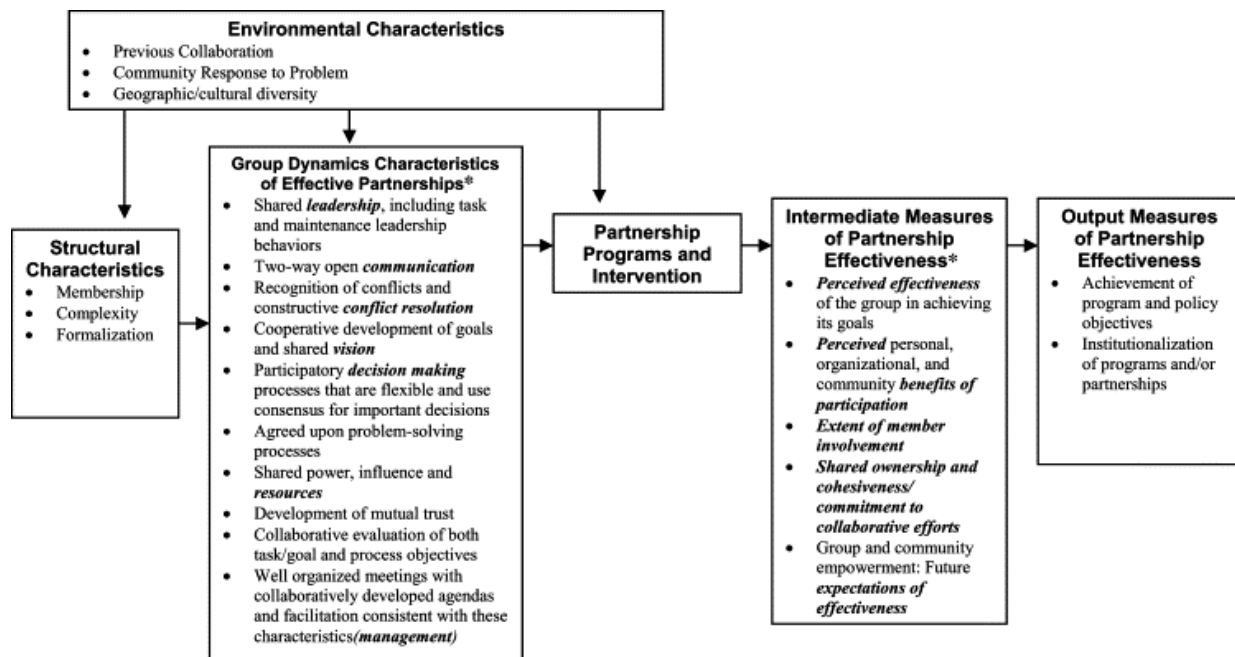 Environmental Characteristics
• Previous Collaboration
• Community Response to Problem
• Geographic/cultural diversity
Structural
Characteristics
• Membership
• Complexity
• Formalization
Group Dynamics Characteristics
of Effective Partnerships*
• Shared leadership, including task
and maintenance leadership
behaviors
• Two-way open communication
• Recognition of conflicts and
constructive conflict resolution
• Cooperative development of goals
and shared vision
• Participatory decision making
processes that are flexible and use
consensus for important decisions
• Agreed upon problem-solving
processes
• Shared power, influence and
resources
• Development of mutual trust
• Collaborative evaluation of both
task/goal and process objectives
• Well organized meetings with
collaboratively developed agendas
and facilitation consistent with these
characteristics(management)
Partnership
Programs and
Intervention
Intermediate Measures
of Partnership
Effectiveness*
• Perceived effectiveness
of the group in achieving
its goals
• Perceived personal,
organizational, and
community benefits of
participation
• Extent of member
involvement
• Shared ownership and
cohesiveness/
commitment to
collaborative efforts
• Group and community
empowerment: Future
expectations of
effectiveness
Output Measures
of Partnership
Effectiveness
• Achievement of
program and policy
objectives
• Institutionalization
of programs and/or
partnerships